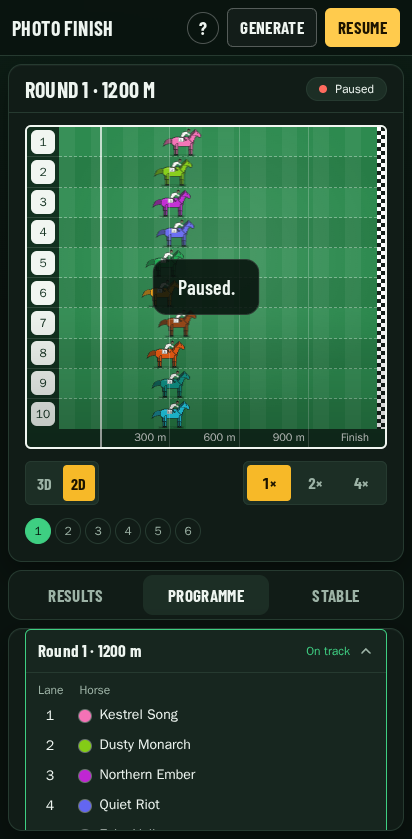 PHOTO FINISH
?
GENERATE
RESUME
ROUND 1 · 1200 M
Paused
1
2
3
4
5
6
7
8
9
10
Paused.
300 m
600 m
900 m
Finish
3D
2D
1×
2×
4×
1
2
3
4
5
6
RESULTS
PROGRAMME
STABLE
Round 1 · 1200 m
On track
Lane Horse
1 Kestrel Song
2 Dusty Monarch
3 Northern Ember
4 Quiet Riot